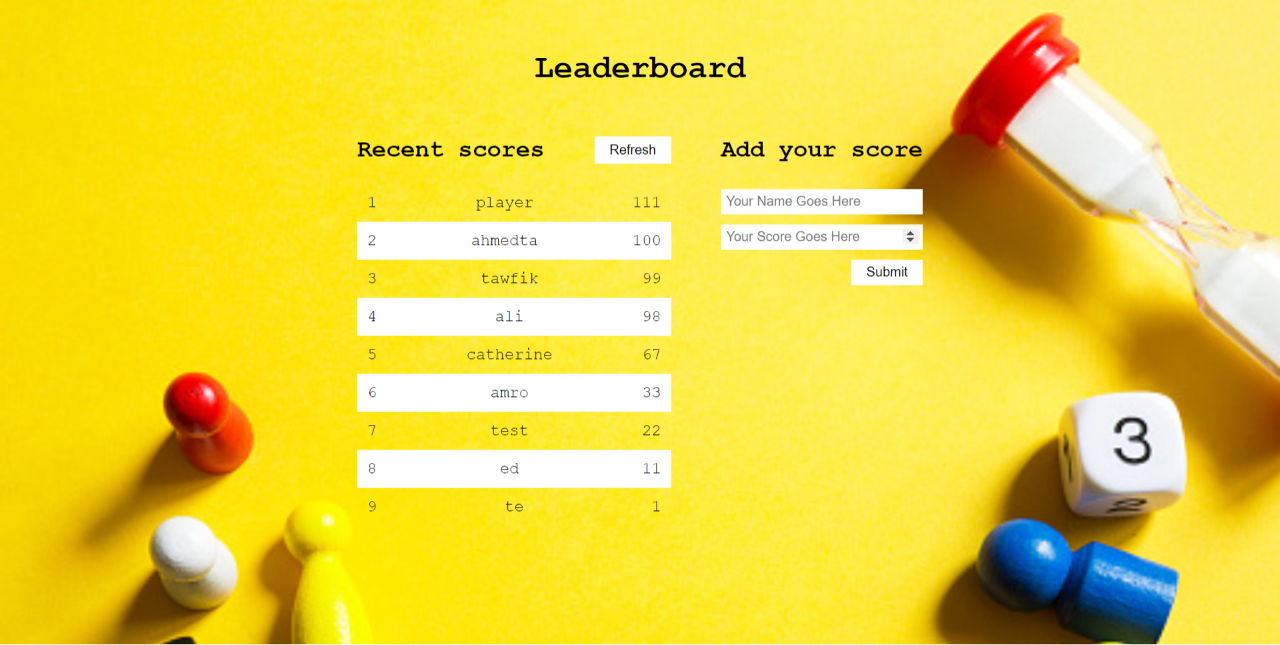 Leaderboard
Recent scores
Refresh
1 player 111
2 ahmedta 100
3 tawfik 99
4 ali 98
5 catherine 67
6 amro 33
7 test 22
8 ed 11
9 te 1
Add your score
Your Name Goes Here
Your Score Goes Here
Submit
3
2